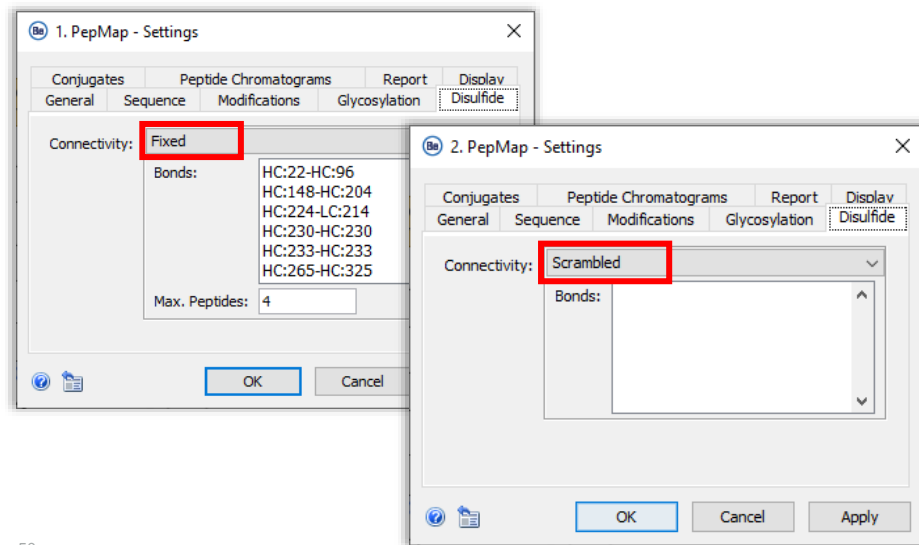 Be 1. PepMap - Settings
Conjugates Peptide Chromatograms Report Display
General Sequence Modifications Glycosylation Disulfide
Connectivity: Fixed
Bonds: HC:22-HC:96
HC:148-HC:204
HC:224-LC:214
HC:230-HC:230
HC:233-HC:233
HC:265-HC:325
Max. Peptides: 4
OK Cancel
Be 2. PepMap - Settings
Conjugates Peptide Chromatograms Report Display
General Sequence Modifications Glycosylation Disulfide
Connectivity: Scrambled
Bonds:
OK Cancel Apply